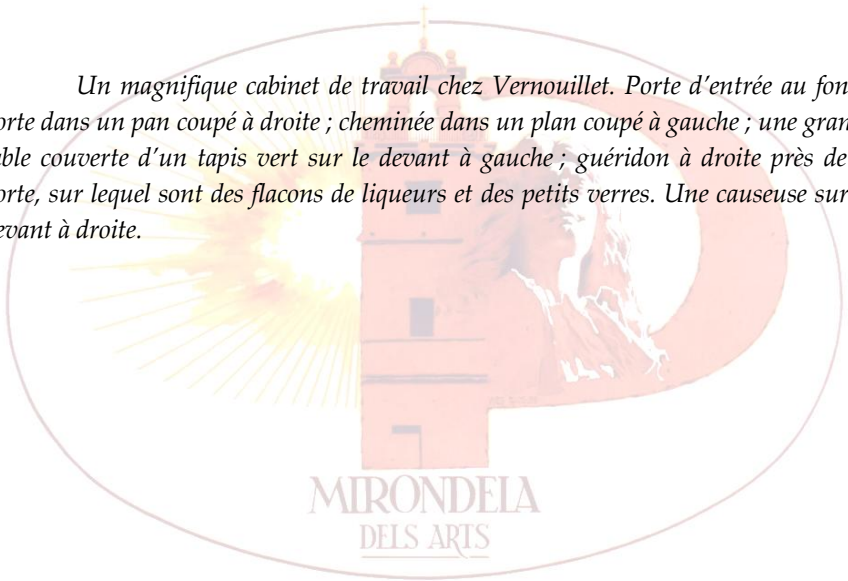 Un magnifique cabinet de travail chez Vernouillet. Porte d'entrée au fon
orte dans un pan coupé à droite ; cheminée dans un plan coupé à gauche ; une gran
able couverte d'un tapis vert sur le devant à gauche ; guéridon à droite près de
orte, sur lequel sont des flacons de liqueurs et des petits verres. Une causeuse sur
evant à droite.
MIRONDELA
DELS ARTS